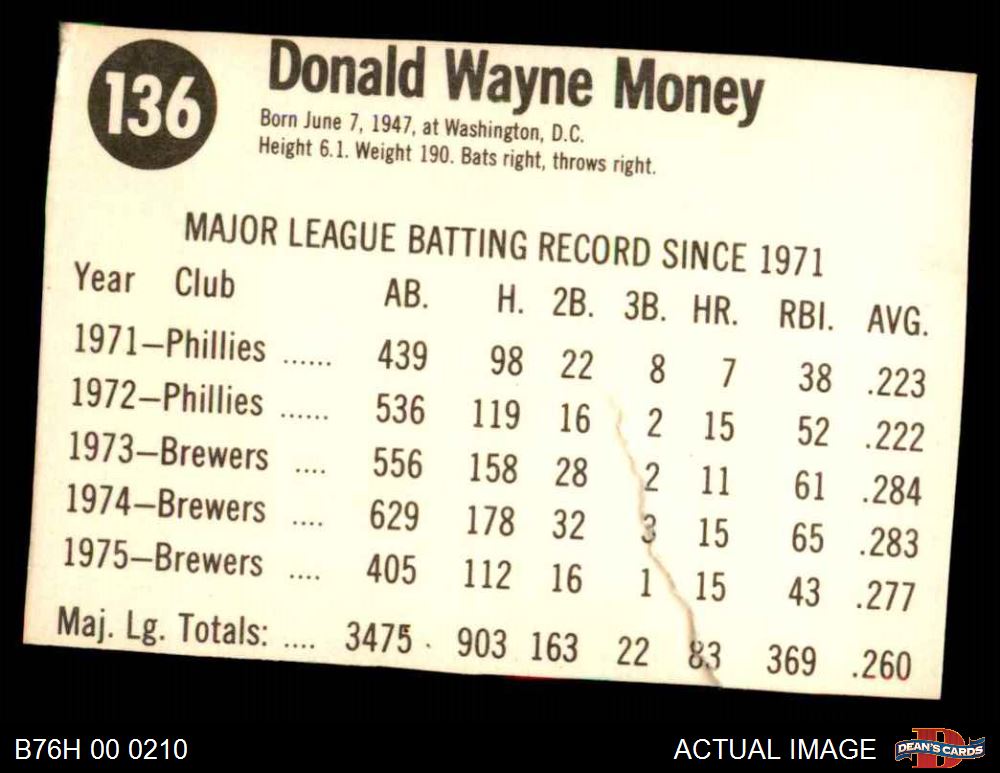 136
Donald Wayne Money
Born June 7, 1947, at Washington, D.C.
Height 6.1. Weight 190. Bats right, throws right.
MAJOR LEAGUE BATTING RECORD SINCE 1971
Year Club AB. H. 2B. 3B. HR. RBI. AVG.
1971—Phillies ...... 439 98 22 8 7 38 .223
1972—Phillies ...... 536 119 16 2 15 52 .222
1973—Brewers .... 556 158 28 2 11 61 .284
1974—Brewers .... 629 178 32 3 15 65 .283
1975—Brewers .... 405 112 16 1 15 43 .277
Maj. Lg. Totals: .... 3475 903 163 22 83 369 .260
B76H 00 0210 ACTUAL IMAGE DEAN'S CARDS